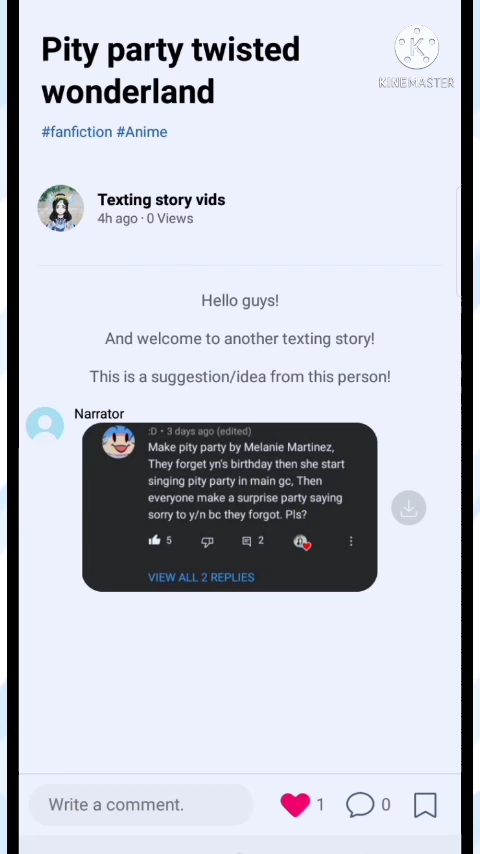 Pity party twisted
wonderland
K
KINEMASTER
#fanfiction #Anime
Texting story vids
4h ago · 0 Views
Hello guys!
And welcome to another texting story!
This is a suggestion/idea from this person!
Narrator
:D • 3 days ago (edited)
Make pity party by Melanie Martinez,
They forget yn's birthday then she start
singing pity party in main gc, Then
everyone make a surprise party saying
sorry to y/n bc they forgot. Pls?
5 2
VIEW ALL 2 REPLIES
Write a comment. 1 0